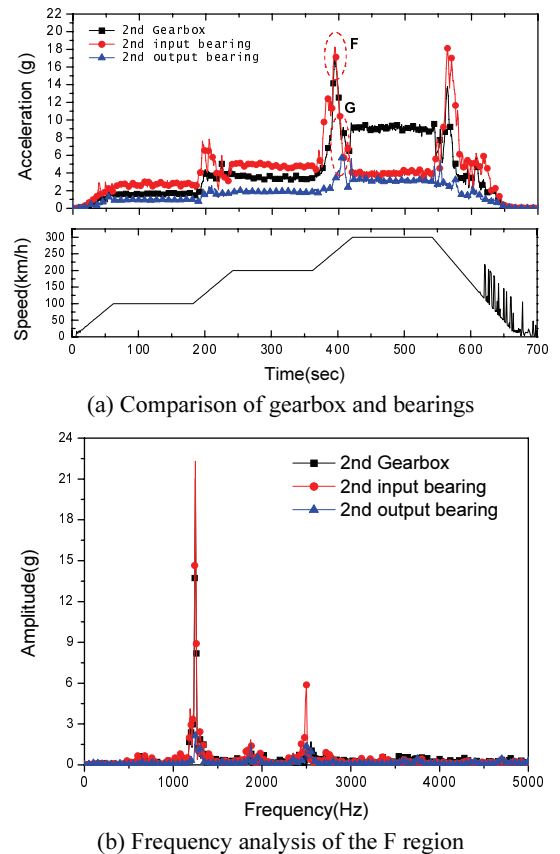 22
20
18
16
14
12
10
8
6
4
2
0
Acceleration (g)
2nd Gearbox
2nd input bearing
2nd output bearing
F
G
300
250
200
150
100
50
0
Speed(km/h)
0 100 200 300 400 500 600 700
Time(sec)
(a) Comparison of gearbox and bearings
24
21
18
15
12
9
6
3
0
Amplitude(g)
2nd Gearbox
2nd input bearing
2nd output bearing
0 1000 2000 3000 4000 5000
Frequency(Hz)
(b) Frequency analysis of the F region